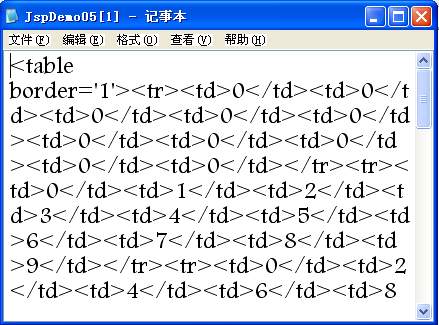 JspDemo05[1] - 记事本
文件(F) 编辑(E) 格式(O) 查看(V) 帮助(H)
<table
border='1'><tr><td>0</td><td>0</t
d><td>0</td><td>0</td><td>0</td
><td>0</td><td>0</td><td>0</td
><td>0</td><td>0</td></tr><tr><
td>0</td><td>1</td><td>2</td><t
d>3</td><td>4</td><td>5</td><td
>6</td><td>7</td><td>8</td><td
>9</td></tr><tr><td>0</td><td>2
</td><td>4</td><td>6</td><td>8